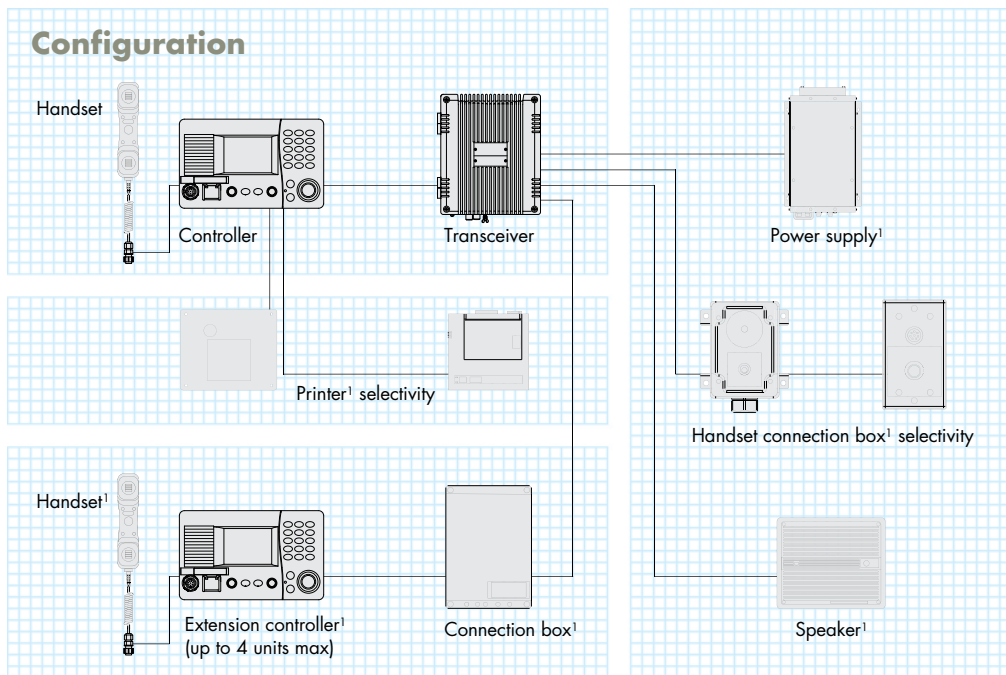 Configuration
Handset
Controller
Transceiver
Power supply¹
Printer¹ selectivity
Handset connection box¹ selectivity
Handset¹
Extension controller¹
(up to 4 units max)
Connection box¹
Speaker¹